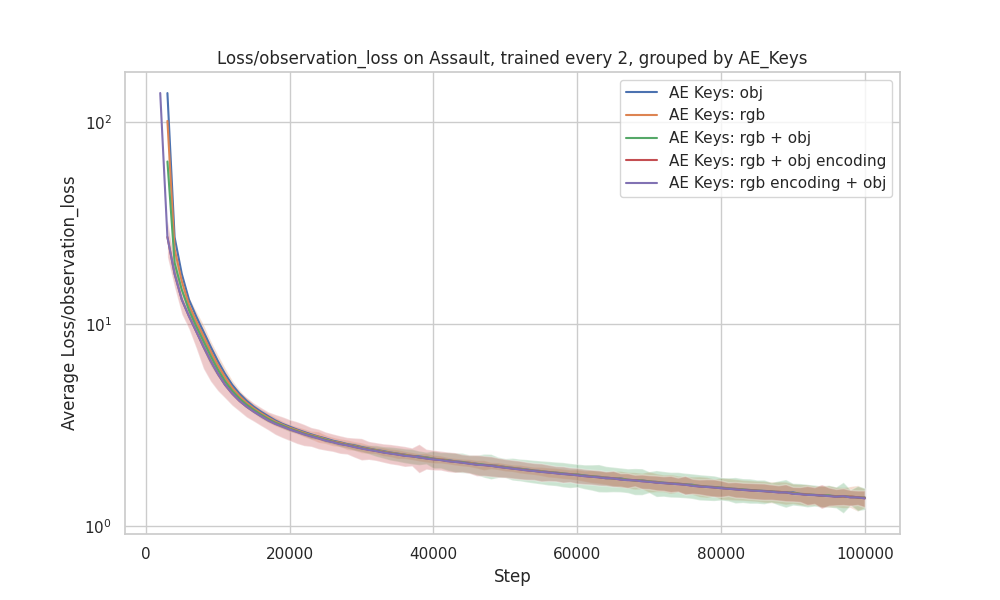 Loss/observation_loss on Assault, trained every 2, grouped by AE_Keys
AE Keys: obj
AE Keys: rgb
AE Keys: rgb + obj
AE Keys: rgb + obj encoding
AE Keys: rgb encoding + obj
Average Loss/observation_loss
10²
10¹
10⁰
0 20000 40000 60000 80000 100000
Step